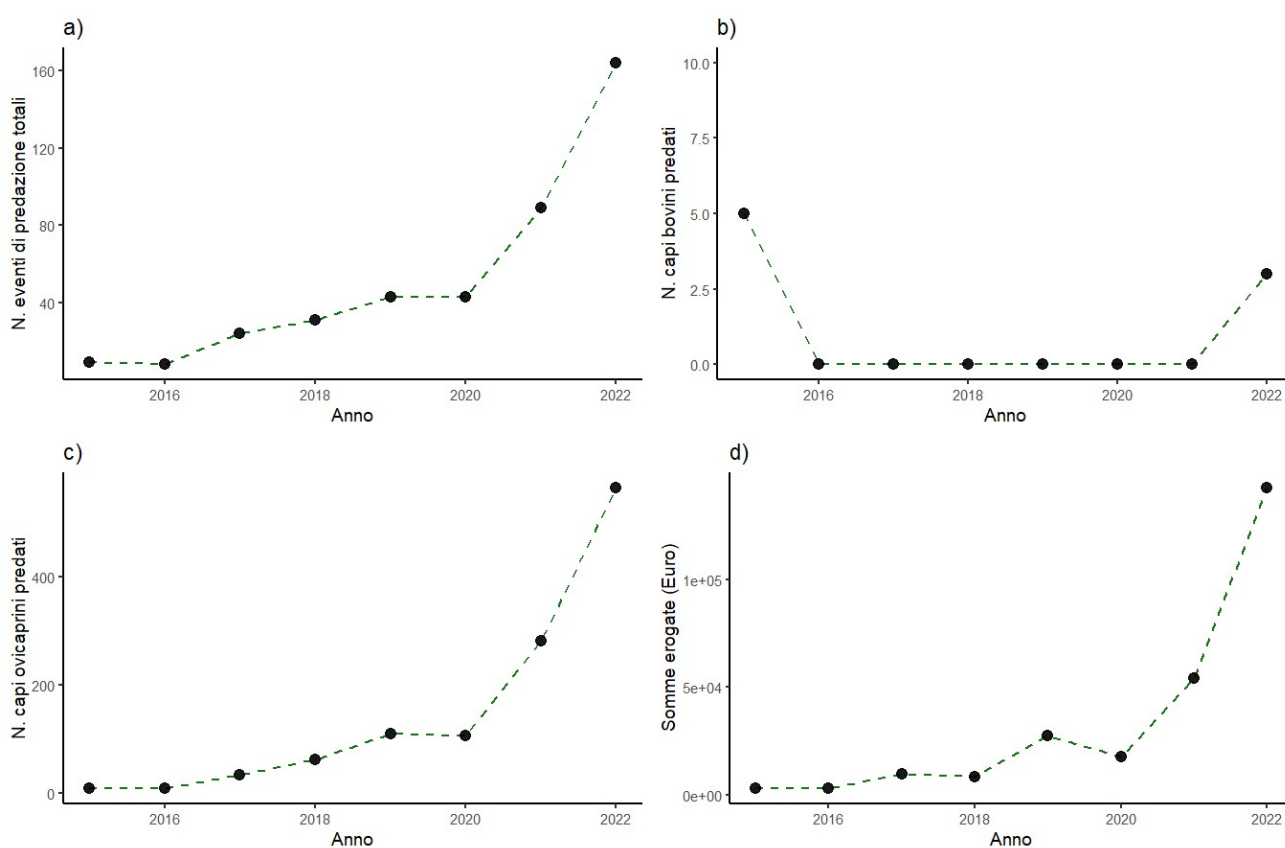 a)
N. eventi di predazione totali
160
120
80
40
2016 2018 2020 2022
Anno
b)
N. capi bovini predati
10.0
7.5
5.0
2.5
0.0
2016 2018 2020 2022
Anno
c)
N. capi ovicaprini predati
400
200
0
2016 2018 2020 2022
Anno
d)
Somme erogate (Euro)
1e+05
5e+04
0e+00
2016 2018 2020 2022
Anno